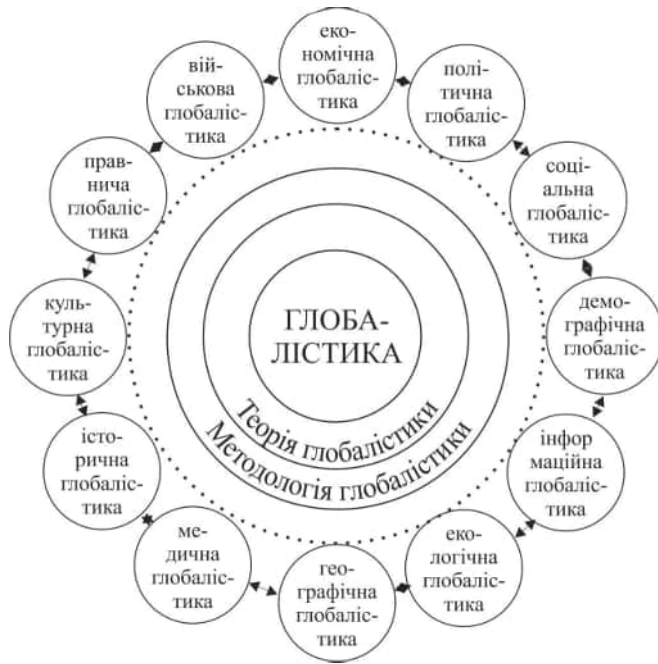 еко-
номічна
глобаліс-
тика
полі-
тична
глобаліс-
тика
соці-
альна
глобаліс-
тика
демо-
графічна
глобаліс-
тика
інфор
маційна
глобаліс-
тика
еко-
логічна
глобаліс-
тика
гео-
графічна
глобаліс-
тика
ме-
дична
глобаліс-
тика
істо-
рична
глобаліс-
тика
куль-
турна
глобаліс-
тика
прав-
нича
глобаліс-
тика
вій-
ськова
глобаліс-
тика
ГЛОБА-
ЛІСТИКА
Теорія глобалістики
Методологія глобалістики